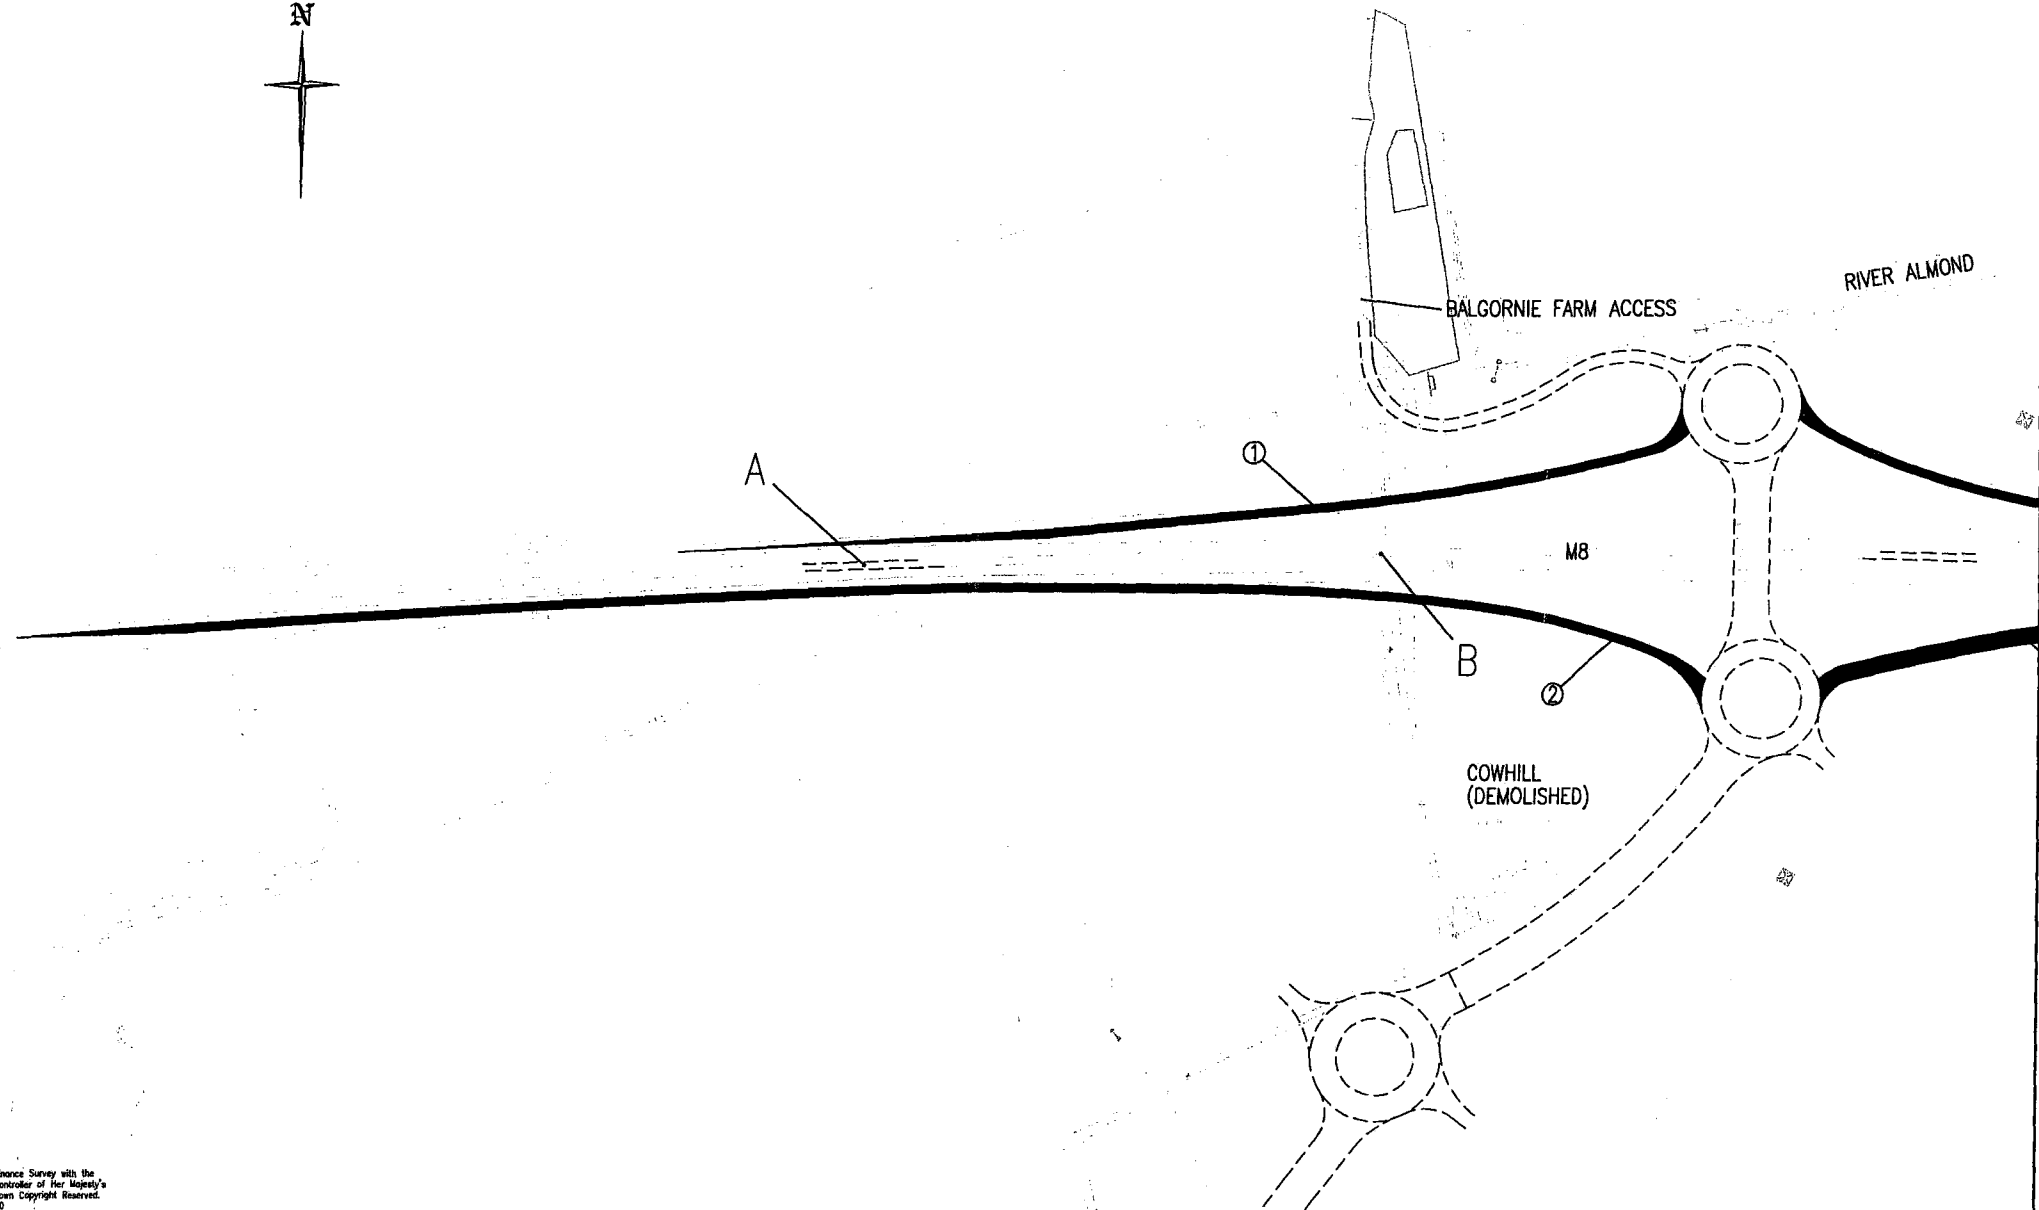 N
RIVER ALMOND
BALGORNIE FARM ACCESS
①
A
M8
B
②
COWHILL
(DEMOLISHED)
Survey with the
of Her Majesty's
Copyright Reserved.